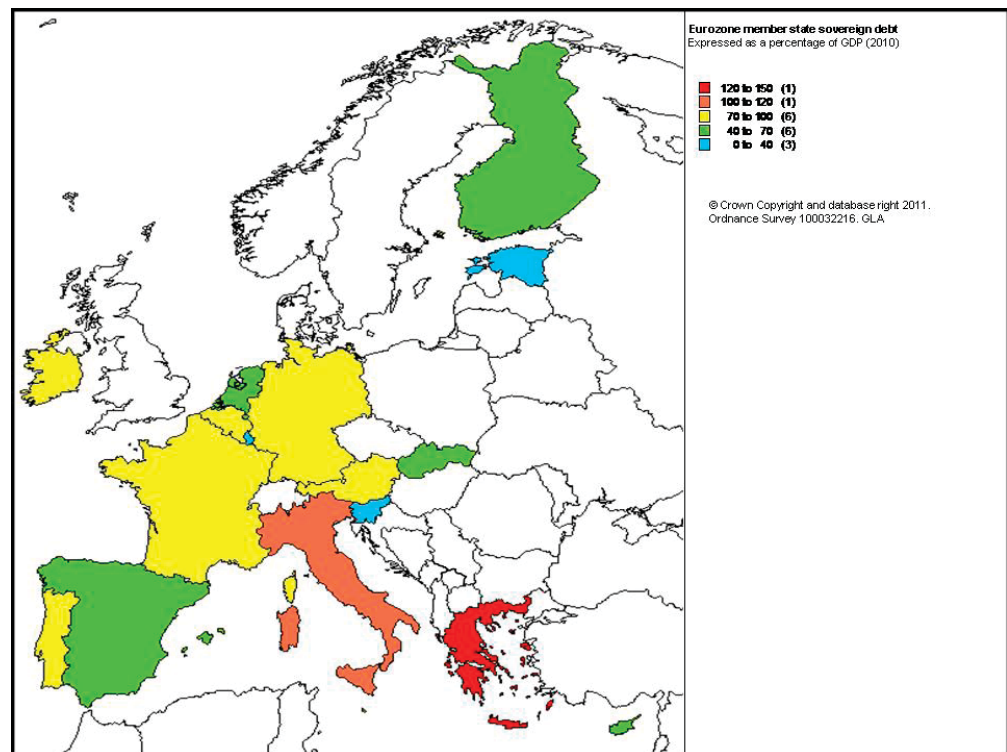 Eurozone member state sovereign debt
Expressed as a percentage of GDP (2010)
120 to 150 (1)
100 to 120 (1)
70 to 100 (6)
40 to 70 (6)
0 to 40 (3)
© Crown Copyright and database right 2011.
Ordnance Survey 100032216. GLA